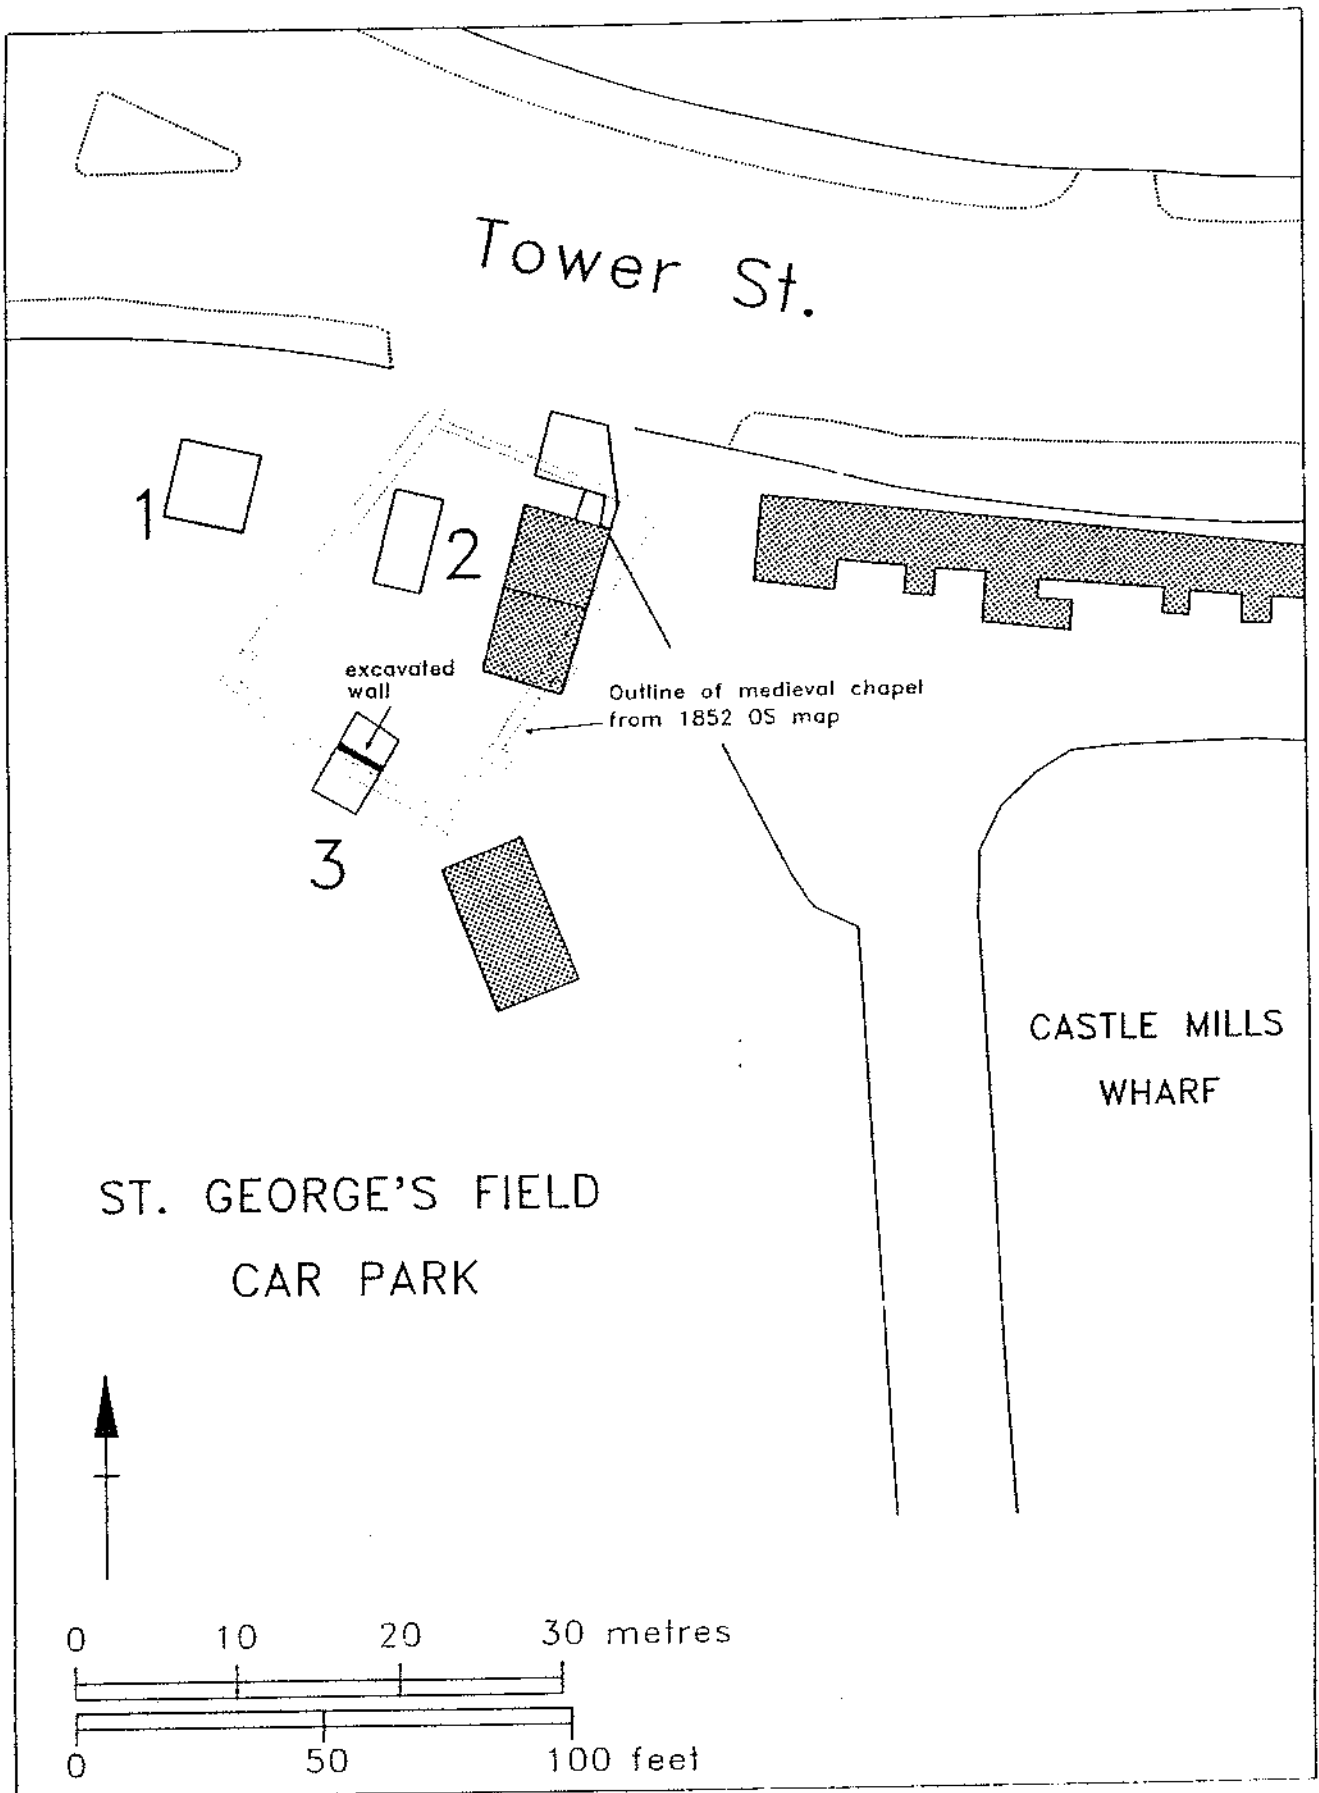 Tower St.
1
2
excavated
wall
Outline of medieval chapel
from 1852 OS map
3
CASTLE MILLS
WHARF
ST. GEORGE'S FIELD
CAR PARK
0 10 20 30 metres
0 50 100 feet